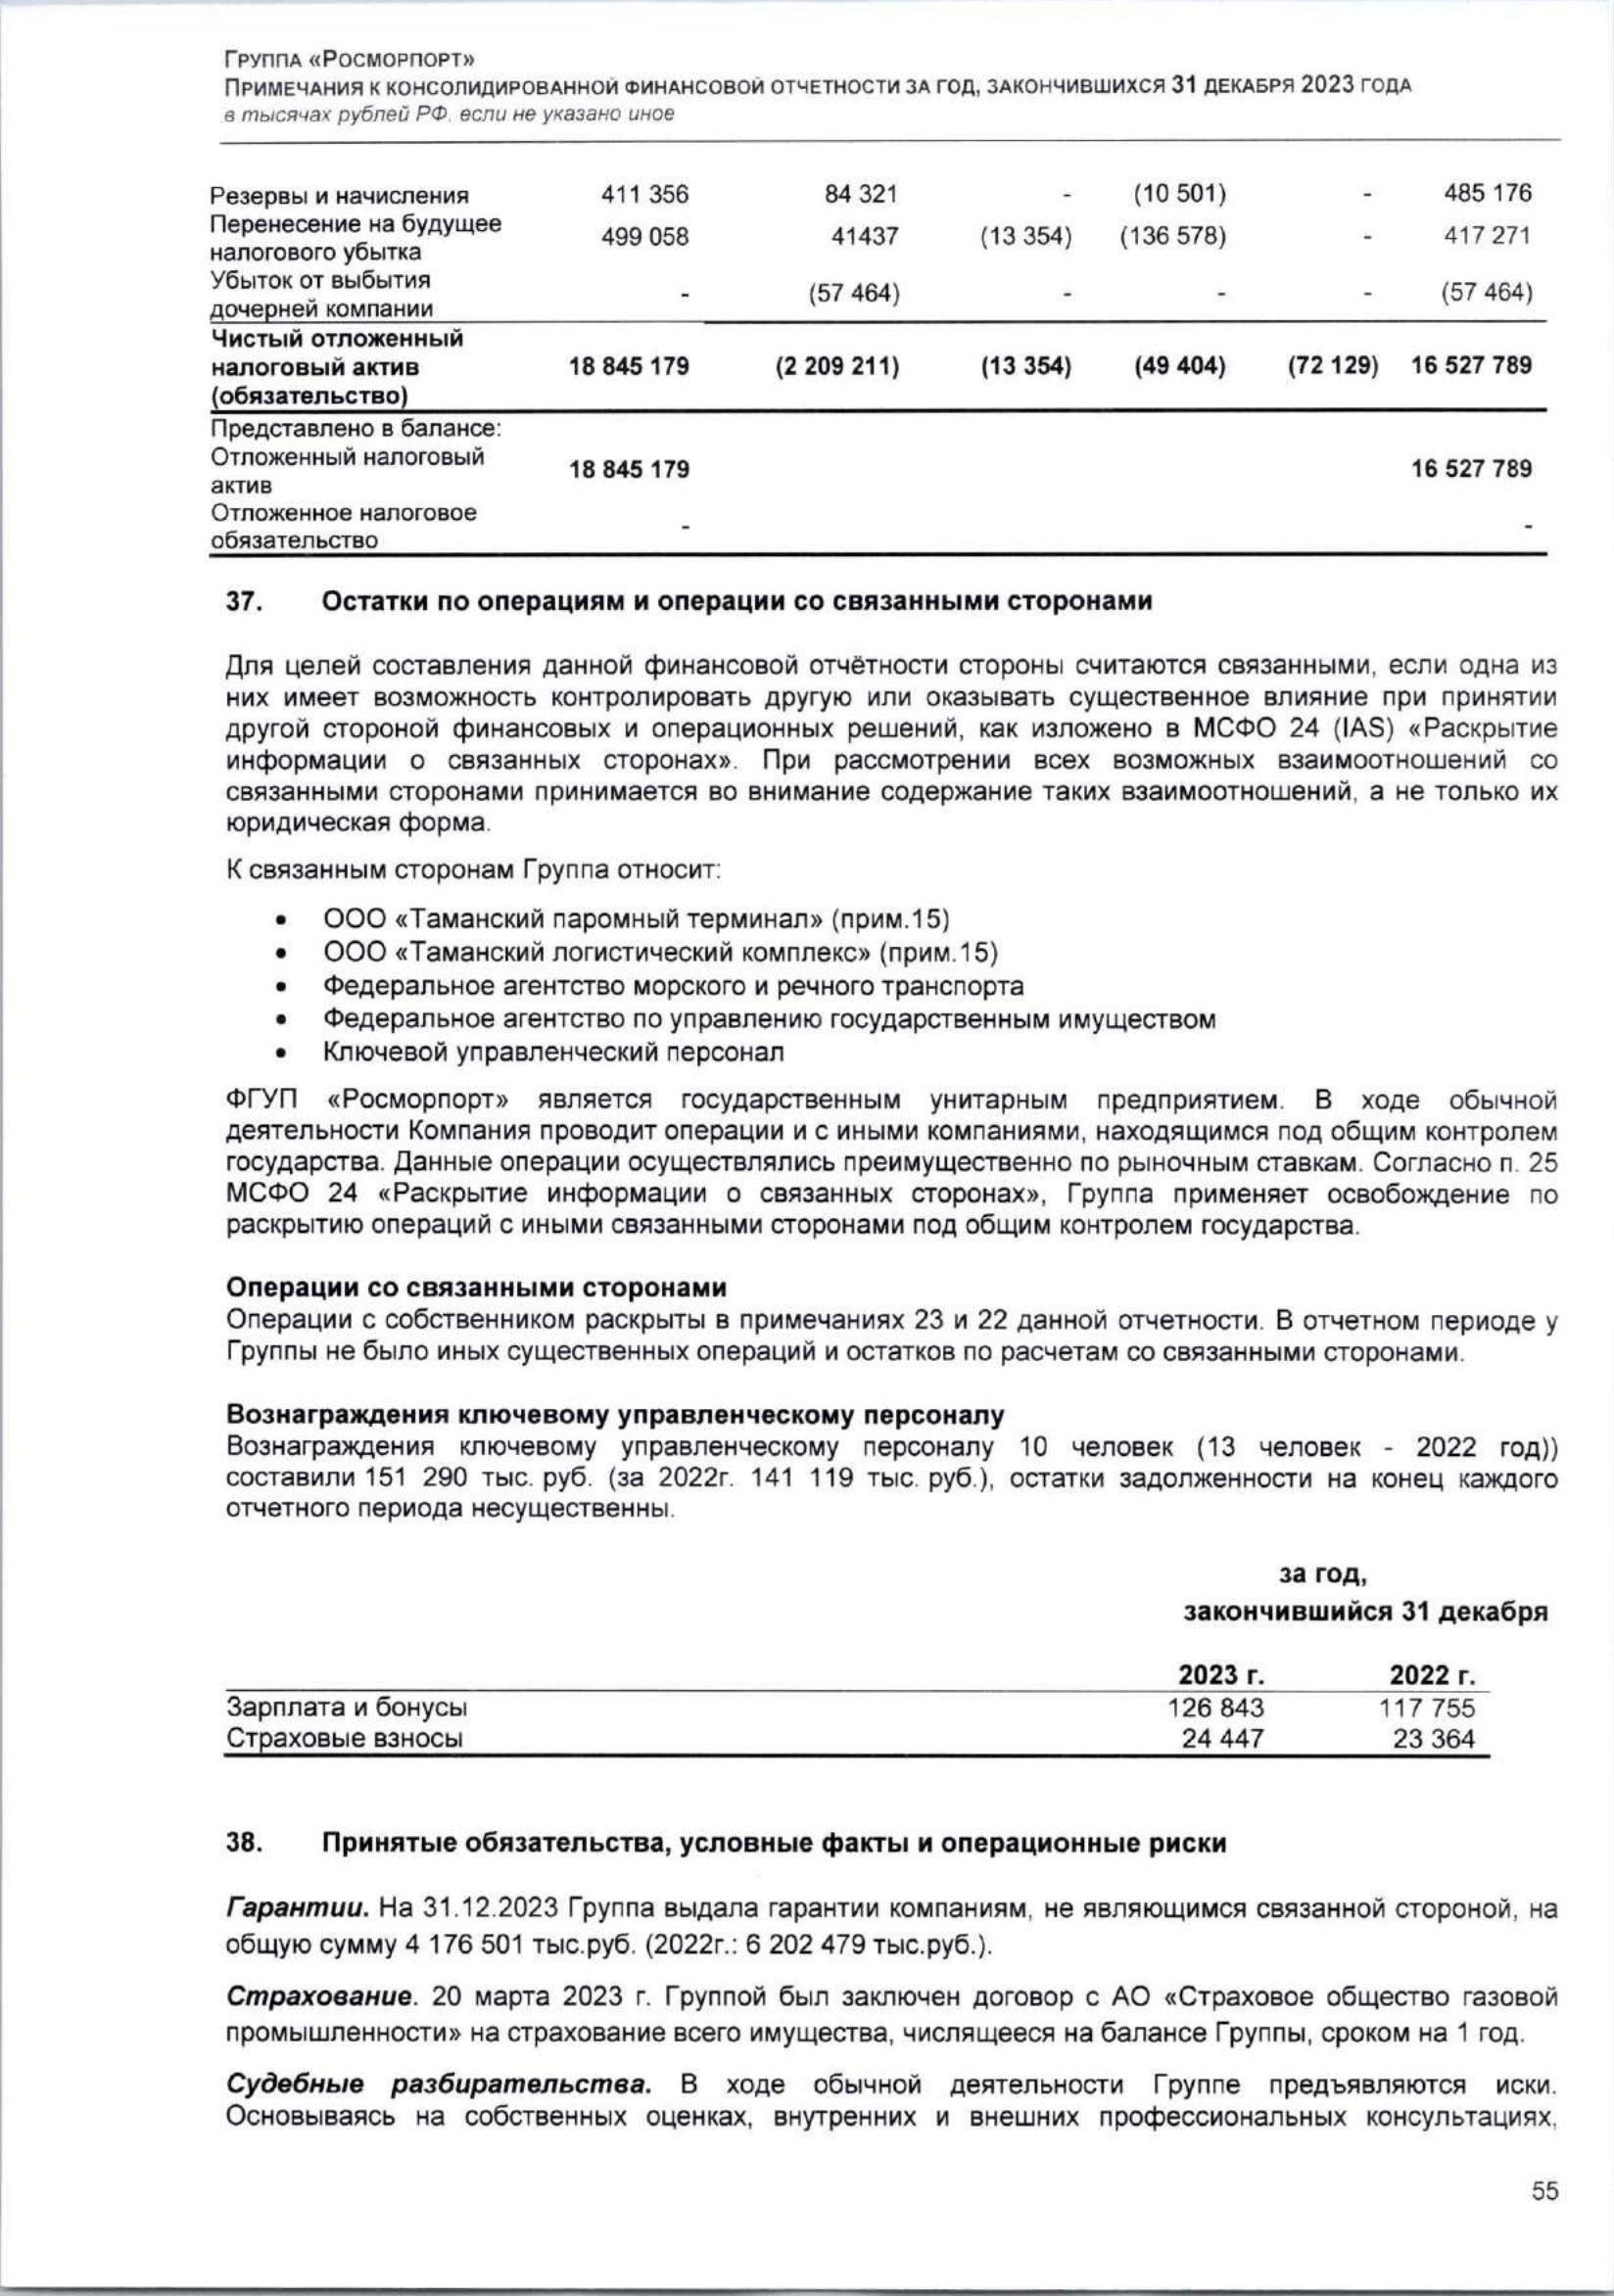 ГРУППА «РОСМОРПОРТ»
ПРИМЕЧАНИЯ К КОНСОЛИДИРОВАННОЙ ФИНАНСОВОЙ ОТЧЕТНОСТИ ЗА ГОД, ЗАКОНЧИВШИХСЯ 31 ДЕКАБРЯ 2023 ГОДА
в тысячах рублей РФ, если не указано иное
Резервы и начисления 411 356 84 321 - (10 501) - 485 176
Перенесение на будущее
налогового убытка 499 058 41437 (13 354) (136 578) - 417 271
Убыток от выбытия
дочерней компании - (57 464) - - - (57 464)
Чистый отложенный
налоговый актив 18 845 179 (2 209 211) (13 354) (49 404) (72 129) 16 527 789
(обязательство)
Представлено в балансе:
Отложенный налоговый
актив 18 845 179 16 527 789
Отложенное налоговое
обязательство - -
37. Остатки по операциям и операции со связанными сторонами
Для целей составления данной финансовой отчётности стороны считаются связанными, если одна из
них имеет возможность контролировать другую или оказывать существенное влияние при принятии
другой стороной финансовых и операционных решений, как изложено в МСФО 24 (IAS) «Раскрытие
информации о связанных сторонах». При рассмотрении всех возможных взаимоотношений со
связанными сторонами принимается во внимание содержание таких взаимоотношений, а не только их
юридическая форма.
К связанным сторонам Группа относит:
• ООО «Таманский паромный терминал» (прим.15)
• ООО «Таманский логистический комплекс» (прим.15)
• Федеральное агентство морского и речного транспорта
• Федеральное агентство по управлению государственным имуществом
• Ключевой управленческий персонал
ФГУП «Росморпорт» является государственным унитарным предприятием. В ходе обычной
деятельности Компания проводит операции и с иными компаниями, находящимся под общим контролем
государства. Данные операции осуществлялись преимущественно по рыночным ставкам. Согласно п. 25
МСФО 24 «Раскрытие информации о связанных сторонах», Группа применяет освобождение по
раскрытию операций с иными связанными сторонами под общим контролем государства.
Операции со связанными сторонами
Операции с собственником раскрыты в примечаниях 23 и 22 данной отчетности. В отчетном периоде у
Группы не было иных существенных операций и остатков по расчетам со связанными сторонами.
Вознаграждения ключевому управленческому персоналу
Вознаграждения ключевому управленческому персоналу 10 человек (13 человек - 2022 год))
составили 151 290 тыс. руб. (за 2022г. 141 119 тыс. руб.), остатки задолженности на конец каждого
отчетного периода несущественны.
за год,
закончившийся 31 декабря
2023 г. 2022 г.
Зарплата и бонусы 126 843 117 755
Страховые взносы 24 447 23 364
38. Принятые обязательства, условные факты и операционные риски
Гарантии. На 31.12.2023 Группа выдала гарантии компаниям, не являющимся связанной стороной, на
общую сумму 4 176 501 тыс.руб. (2022г.: 6 202 479 тыс.руб.).
Страхование. 20 марта 2023 г. Группой был заключен договор с АО «Страховое общество газовой
промышленности» на страхование всего имущества, числящееся на балансе Группы, сроком на 1 год.
Судебные разбирательства. В ходе обычной деятельности Группе предъявляются иски.
Основываясь на собственных оценках, внутренних и внешних профессиональных консультациях,
55